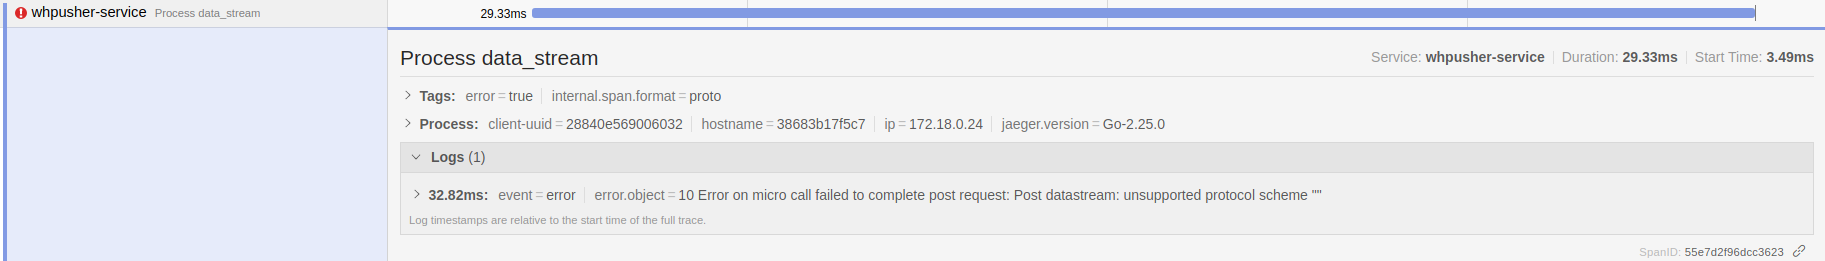 whpusher-service Process data_stream 29.33ms
Process data_stream Service: whpusher-service Duration: 29.33ms Start Time: 3.49ms
Tags: error = true internal.span.format = proto
Process: client-uuid = 28840e569006032 hostname = 38683b17f5c7 ip = 172.18.0.24 jaeger.version = Go-2.25.0
Logs (1)
32.82ms: event = error error.object = 10 Error on micro call failed to complete post request: Post datastream: unsupported protocol scheme ""
Log timestamps are relative to the start time of the full trace.
SpanID: 55e7d2f96dcc3623